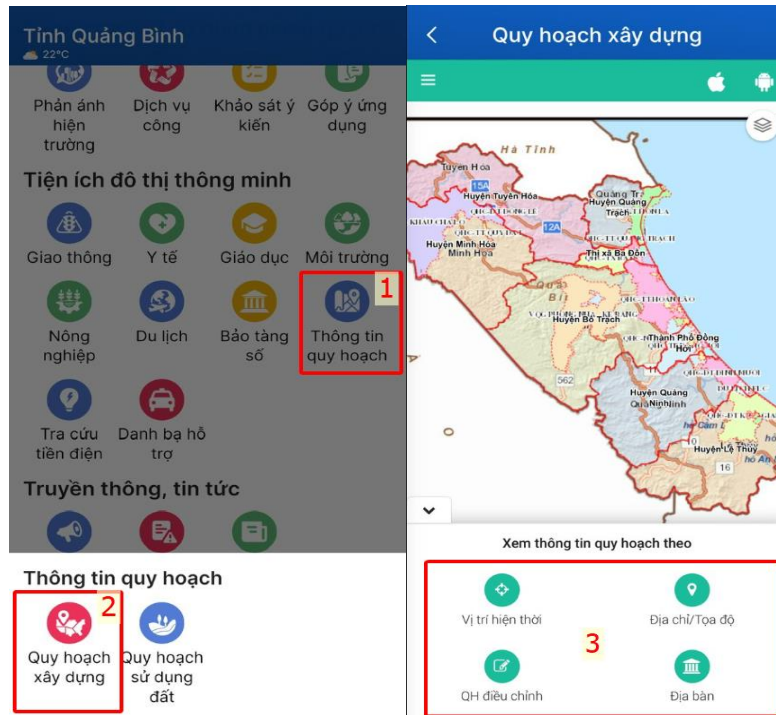 Tỉnh Quảng Bình
22°C
Phản ánh
hiện
trường
Dịch vụ
công
Khảo sát ý
kiến
Góp ý ứng
dụng
Tiện ích đô thị thông minh
Giao thông
Y tế
Giáo dục
Môi trường
1
Nông
nghiệp
Du lịch
Bảo tàng
số
Thông tin
quy hoạch
Tra cứu
tiền điện
Danh bạ hỗ
trợ
Truyền thông, tin tức
Thông tin quy hoạch
2
Quy hoạch
xây dựng
Quy hoạch
sử dụng
đất
Quy hoạch xây dựng
Hà Tĩnh
Tuyen Hóa
15A
Huyện Tuyên Hóa
Huyện Quảng
Trạch
12A
Huyện Minh Hóa
Minh Hoá
Thị xã Ba Đồn
Huyện Bố Trạch
Thành Phố Đồng
Hới
11
562
Huyện Quảng
Ninh
10
Huyện Lệ Thủy
16
Xem thông tin quy hoạch theo
Vị trí hiện thời
Địa chỉ/Tọa độ
3
QH điều chỉnh
Địa bàn